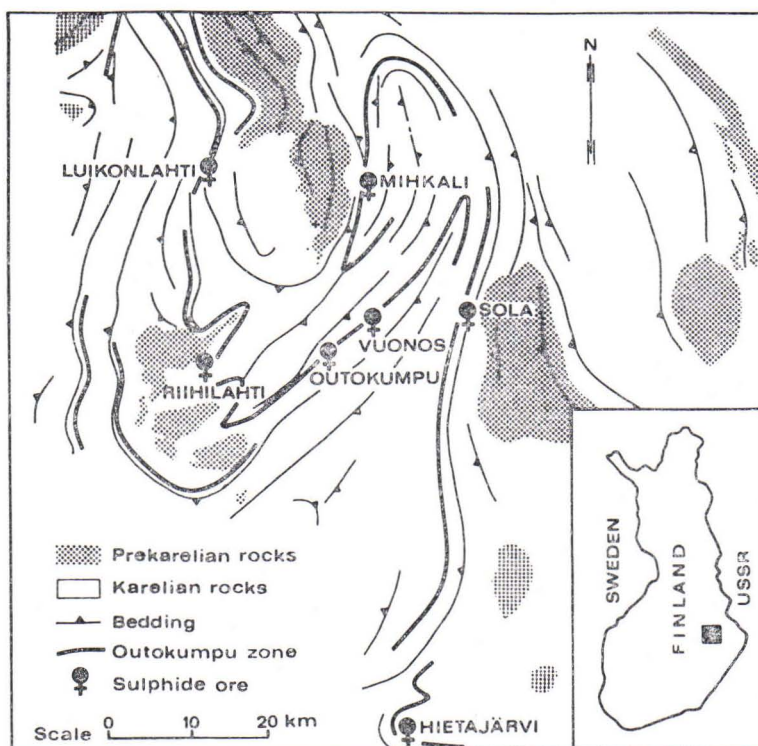 N
LUIKONLAHTI
MIHKALI
SOLA
VUONOS
OUTOKUMPU
RIIHILAHTI
Prekarelian rocks
Karelian rocks
Bedding
Outokumpu zone
Sulphide ore
Scale 0 10 20 km
HIETAJÄRVI
SWEDEN
FINLAND
USSR